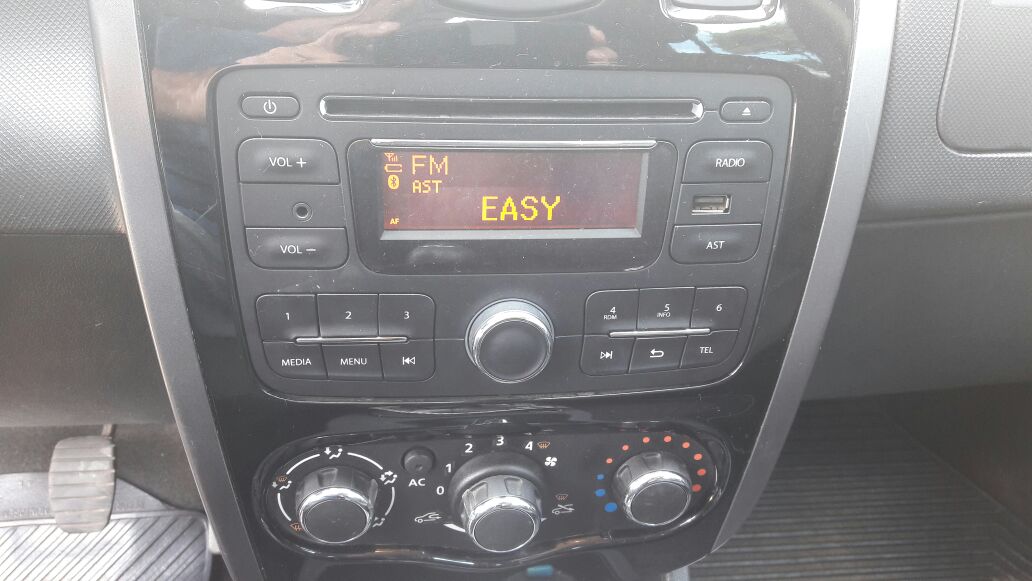 FM
AST
AF
EASY
VOL +
VOL –
RADIO
AST
1 2 3
MEDIA MENU
4 5 6
RDM INFO
TEL
0 1 2 3 4
AC